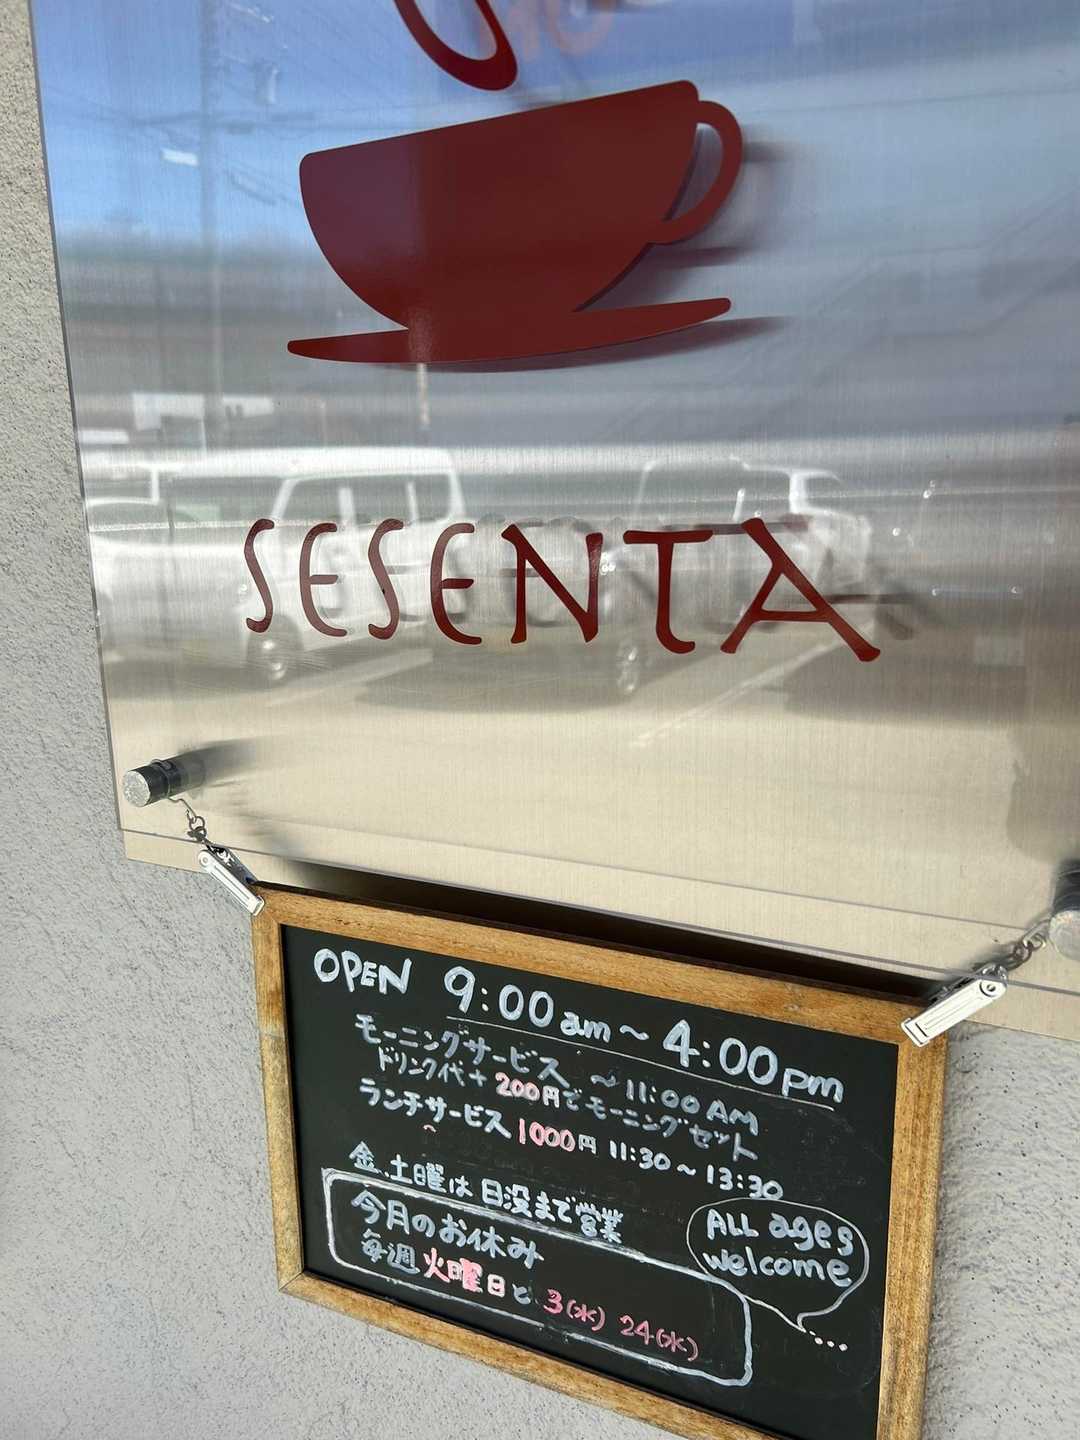 SESENTA
OPEN 9:00 am ~ 4:00 pm
モーニングサービス ~ 11:00 AM
ドリンク代+200円でモーニングセット
ランチサービス 1000円 11:30 ~ 13:30
金、土曜は日没まで営業
今月のお休み
毎週火曜日と 3(水) 24(水)
ALL ages
welcome